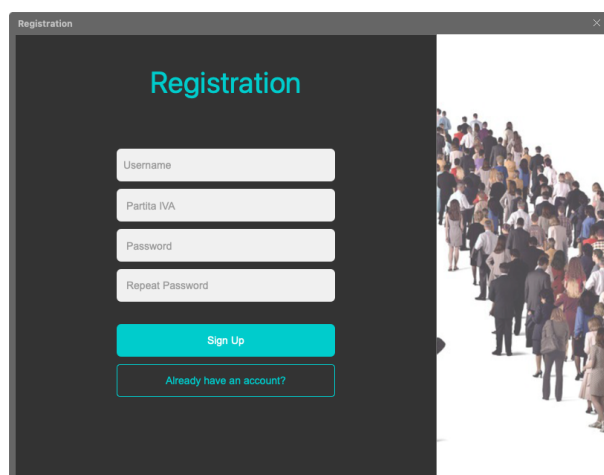 Registration
Registration
Username
Partita IVA
Password
Repeat Password
Sign Up
Already have an account?